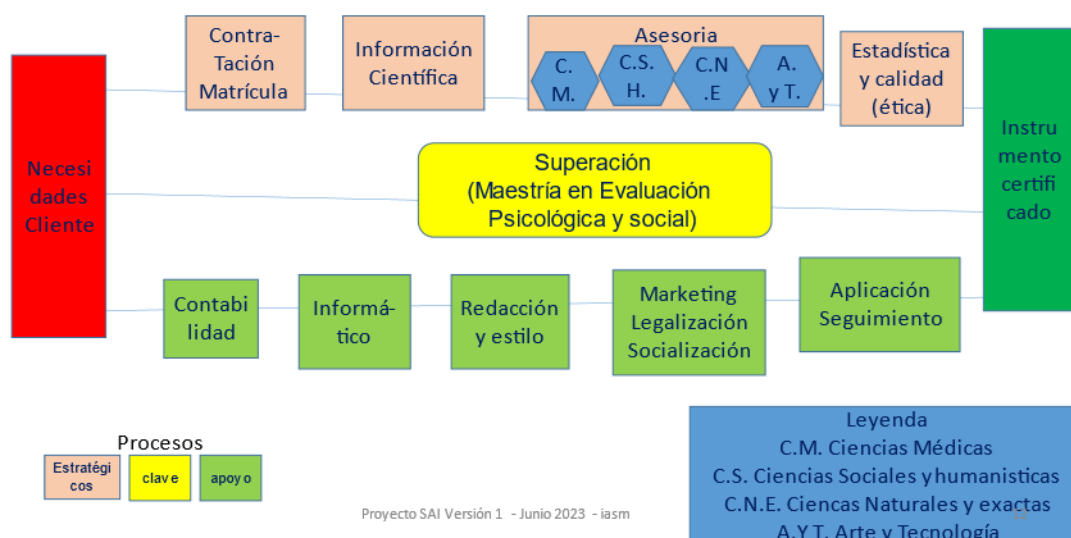 Contra-
Tación
Matrícula
Información
Científica
Asesoria
C.
M.
C.S.
H.
C.N
.E
A.
y T.
Estadística
y calidad
(ética)
Necesi
dades
Cliente
Superación
(Maestría en Evaluación
Psicológica y social)
Instru
mento
certifi
cado
Contabi
lidad
Informá-
tico
Redacción
y estilo
Marketing
Legalización
Socialización
Aplicación
Seguimiento
Procesos
Estratégi
cos
clave
apoyo
Leyenda
C.M. Ciencias Médicas
C.S. Ciencias Sociales y humanisticas
C.N.E. Ciencas Naturales y exactas
A.Y T. Arte y Tecnología
Proyecto SAI Versión 1 - Junio 2023 - iasm